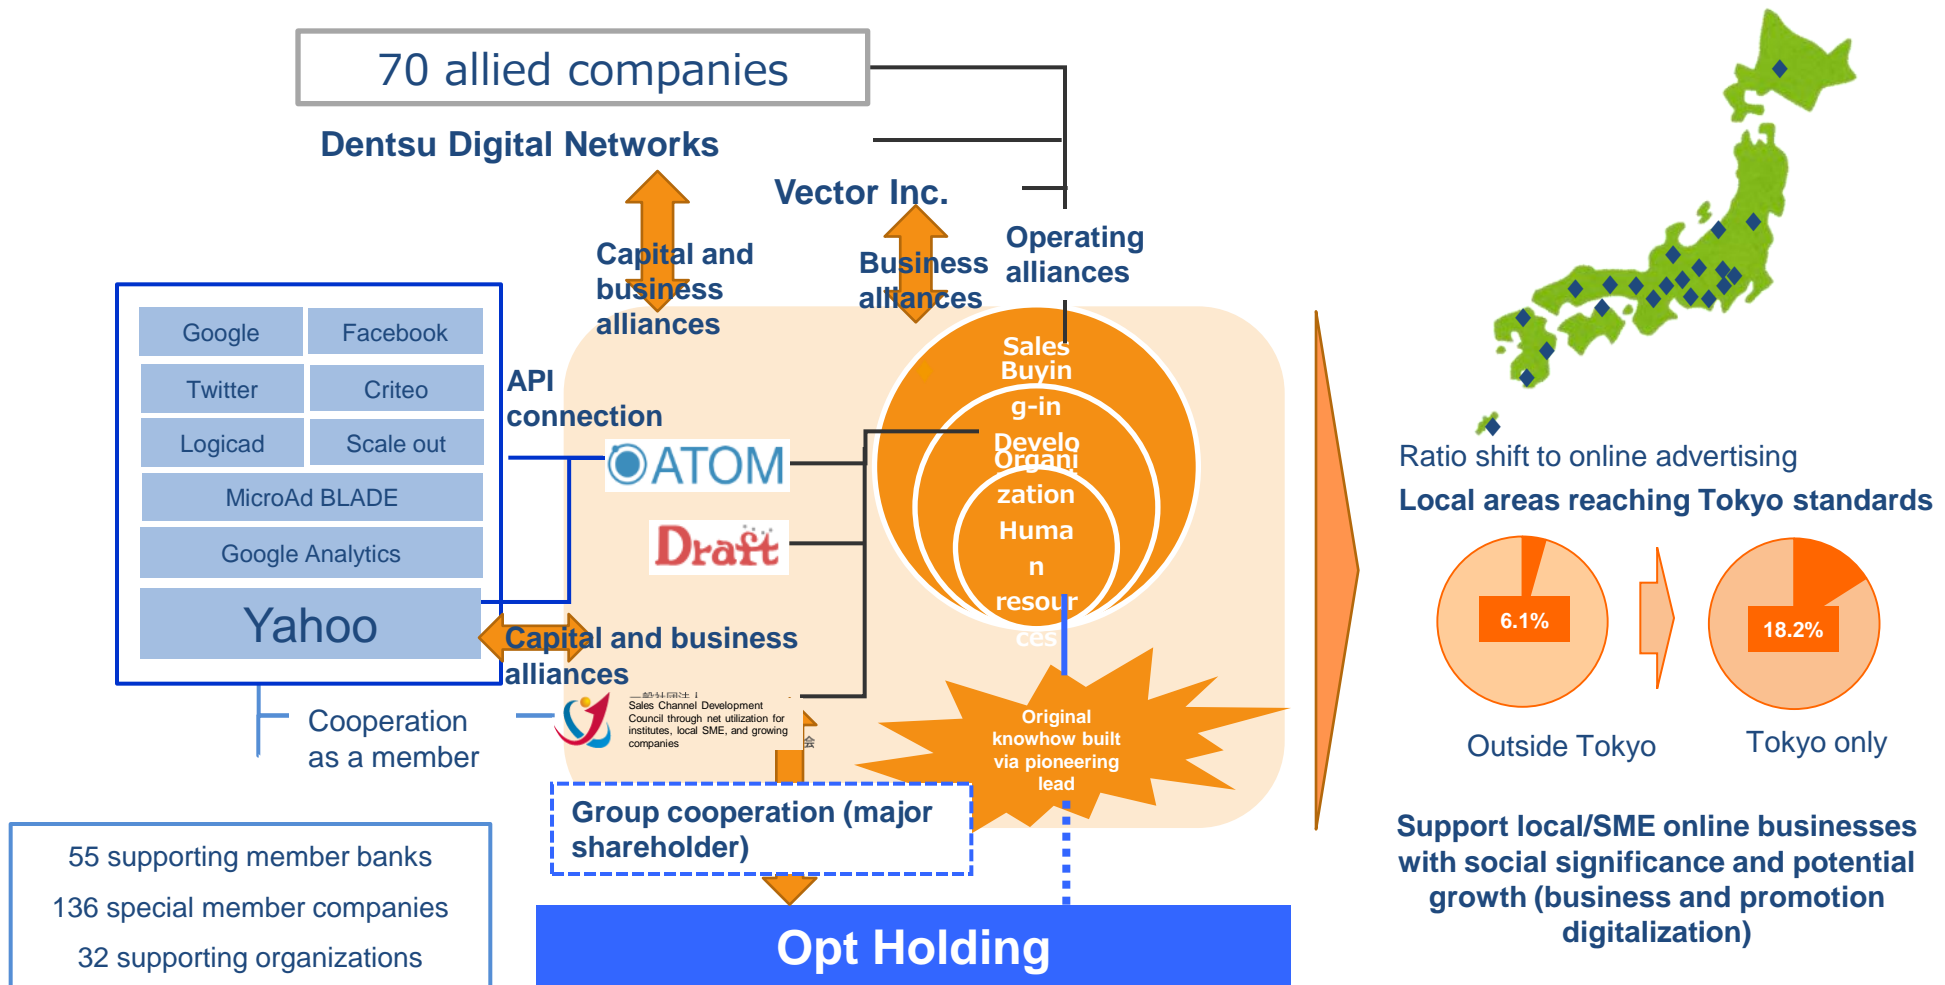 70 allied companies
Dentsu Digital Networks
Vector Inc.
Capital and
business
alliances
Business
alliances
Operating
alliances
Google
Facebook
Twitter
Criteo
Logicad
Scale out
MicroAd BLADE
Google Analytics
Yahoo
API
connection
ATOM
Draft
Capital and business
alliances
Sales
Buyin
g-in
Develo
Organi
zation
Huma
n
resour
ces
Sales Channel Development
Council through net utilization for
institutes, local SME, and growing
companies
会
Original
knowhow built
via pioneering
lead
Cooperation
as a member
Group cooperation (major
shareholder)
Opt Holding
55 supporting member banks
136 special member companies
32 supporting organizations
Ratio shift to online advertising
Local areas reaching Tokyo standards
6.1%
18.2%
Outside Tokyo
Tokyo only
Support local/SME online businesses
with social significance and potential
growth (business and promotion
digitalization)